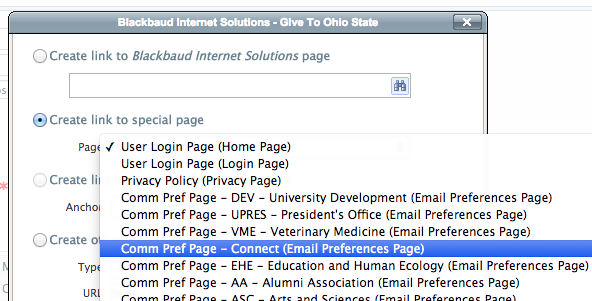 Blackbaud Internet Solutions - Give To Ohio State
Create link to Blackbaud Internet Solutions page
Create link to special page
Page
✓ User Login Page (Home Page)
User Login Page (Login Page)
Privacy Policy (Privacy Page)
Create li
Comm Pref Page - DEV - University Development (Email Preferences Page)
Anchor
Comm Pref Page - UPRES - President's Office (Email Preferences Page)
Comm Pref Page - VME - Veterinary Medicine (Email Preferences Page)
Create o
Comm Pref Page - Connect (Email Preferences Page)
Type
Comm Pref Page - EHE - Education and Human Ecology (Email Preferences Page)
Comm Pref Page - AA - Alumni Association (Email Preferences Page)
URL
Comm Pref Page - ASC - Arts and Sciences (Email Preferences Page)